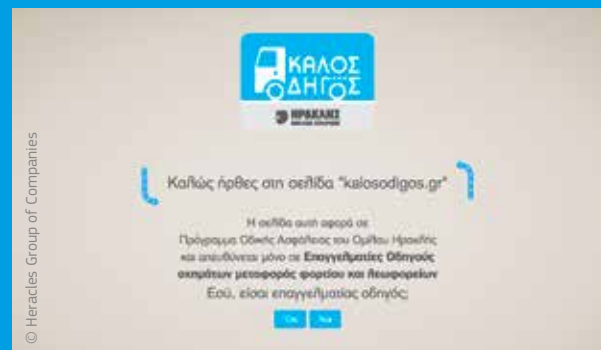 ΚΑΛΟΣ
ΟΔΗΓΟΣ
ΗΡΑΚΛΗΣ
Καλώς ήρθες στη σελίδα "kalosodigos.gr"
Η σελίδα αυτή αφορά σε
Πρόγραμμα Οδικής Ασφάλειας του Ομίλου Ηρακλής
και απευθύνεται μόνο σε Επαγγελματίες Οδηγούς
οχημάτων μεταφοράς φορτίου και λεωφορείων
Εσύ, είσαι επαγγελματίας οδηγός;
© Heracles Group of Companies